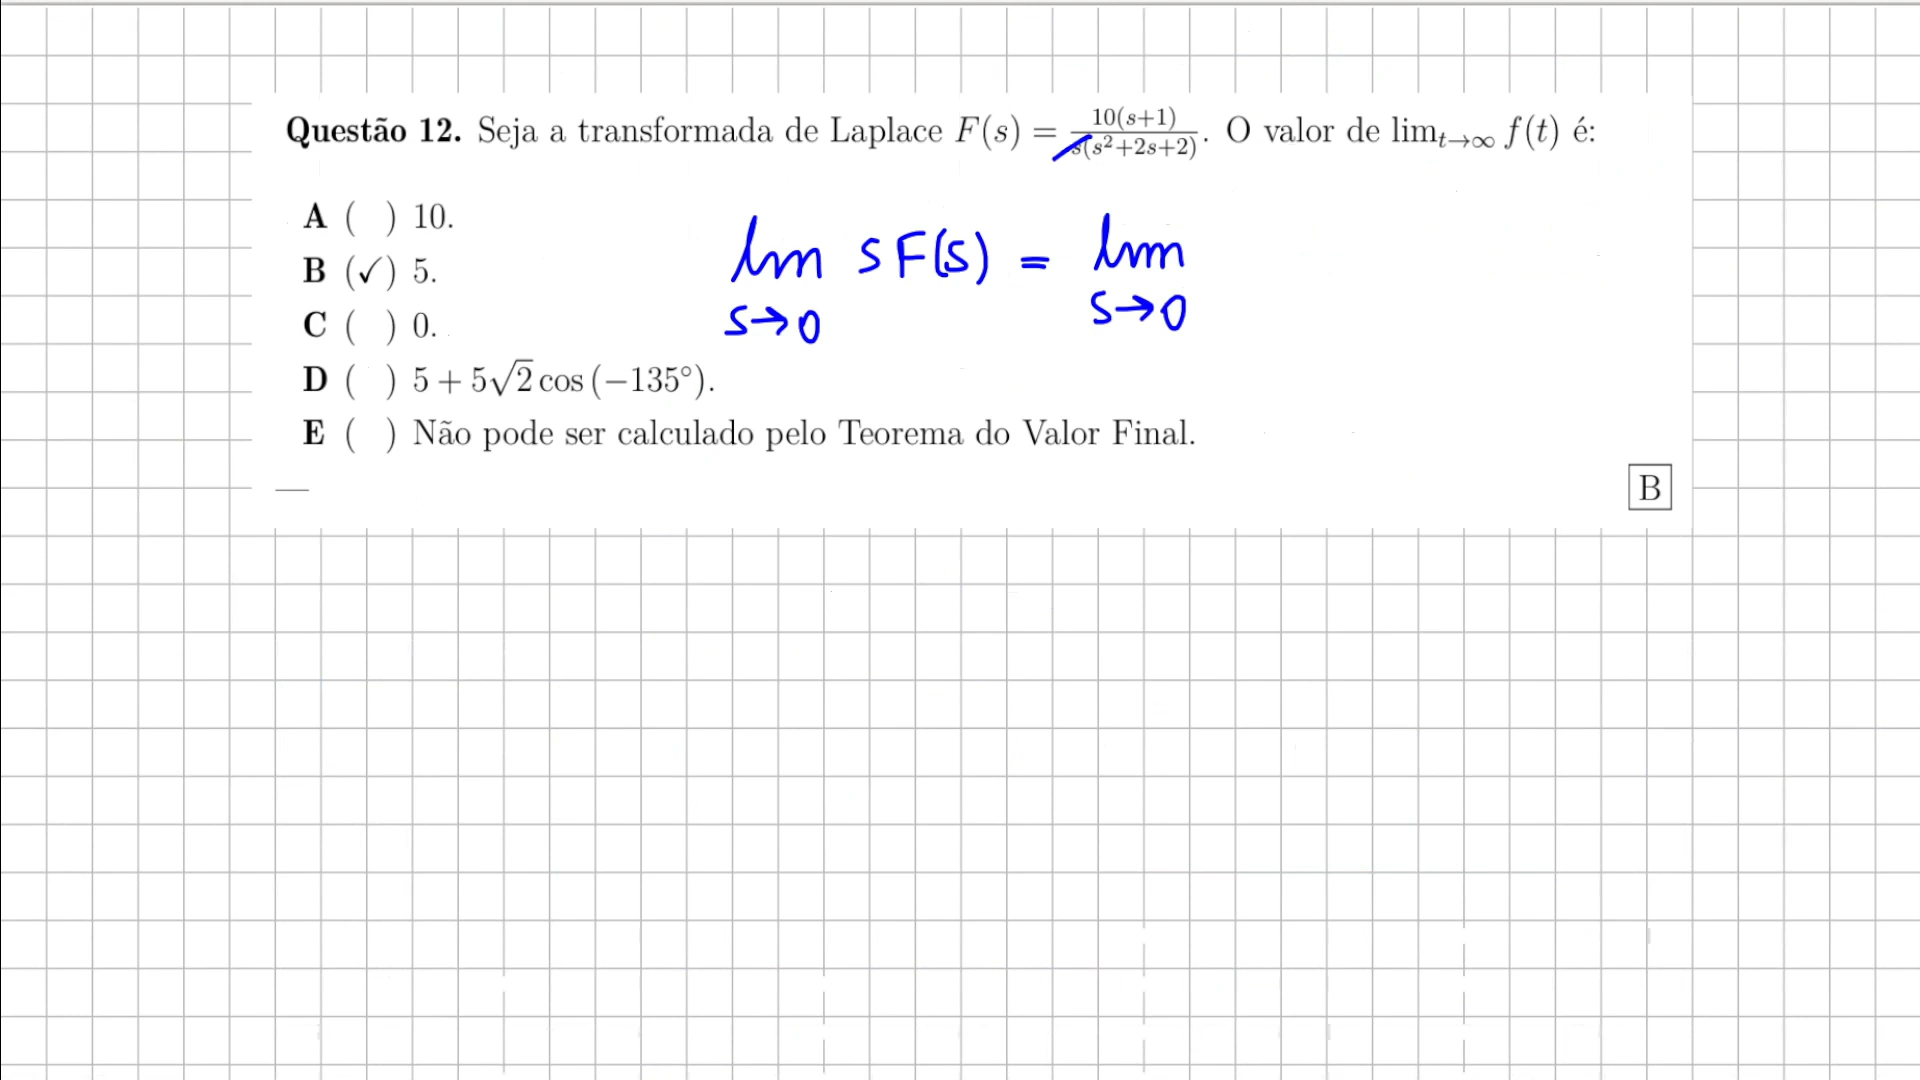 Questão 12. Seja a transformada de Laplace F(s) = 10(s+1)/s(s²+2s+2). O valor de lim t→∞ f(t) é:
A ( ) 10.
B (✓) 5.
C ( ) 0.
D ( ) 5 + 5√2 cos (−135°).
E ( ) Não pode ser calculado pelo Teorema do Valor Final.
lim s→0 sF(s) = lim s→0
B